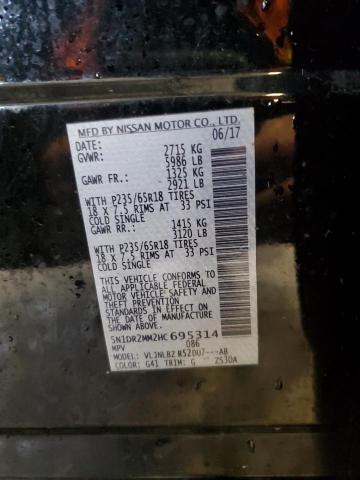 MFD BY NISSAN MOTOR CO., LTD
DATE: 06/17
GVWR: 2715 KG
5986 LB
GAWR FR.: 1325 KG
2921 LB
WITH P235/65R18 TIRES
18 X 7.5 RIMS AT 33 PSI
COLD SINGLE
GAWR RR.: 1415 KG
3120 LB
WITH P235/65R18 TIRES
18 X 7.5 RIMS AT 33 PSI
COLD SINGLE
THIS VEHICLE CONFORMS TO
ALL APPLICABLE FEDERAL
MOTOR VEHICLE SAFETY AND
THEFT PREVENTION
STANDARDS IN EFFECT ON
THE DATE OF MANUFACTURE
SHOWN ABOVE.
5N1DR2MM2HC695314
MPV 086
MODEL: VLJNLBZ R520U7---AB
COLOR: G41 TRIM: G Z530A